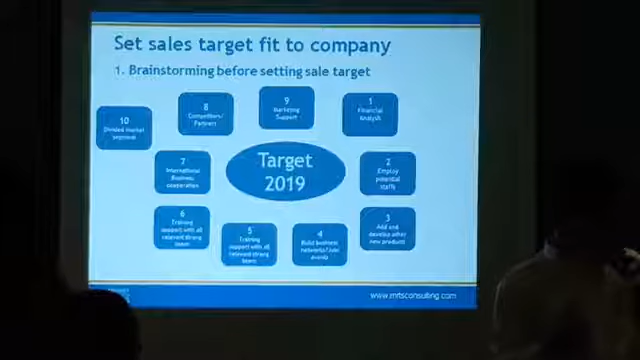 Set sales target fit to company
1. Brainstorming before setting sale target
Target
2019
1
Financial
Analysis
2
Employ
potential
staffs
3
Add and
develop other
new products
4
Build business
networks/Join
events
5
Training
support with all
relevant strong
team
6
Training
support with all
relevant strong
team
7
International
Business
cooperation
8
Competitors/
Partners
9
Marketing
Support
10
Divided market
segment
www.mitsconsulting.com